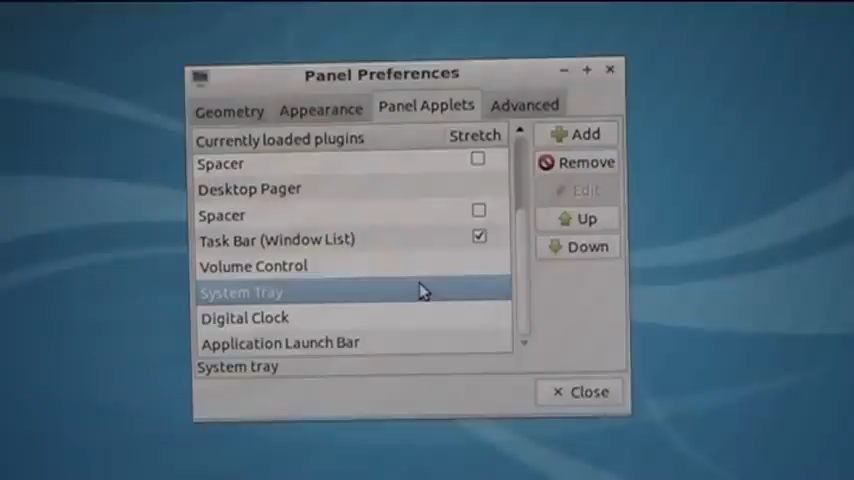 Panel Preferences
Geometry Appearance Panel Applets Advanced
Currently loaded plugins Stretch
Spacer
Desktop Pager
Spacer
Task Bar (Window List)
Volume Control
System Tray
Digital Clock
Application Launch Bar
System tray
Add
Remove
Edit
Up
Down
Close